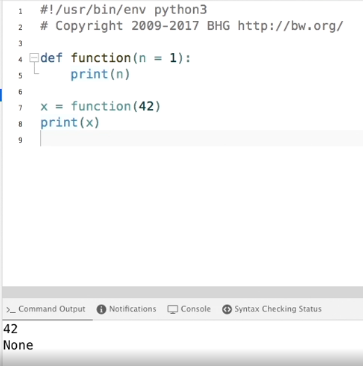 1 #!/usr/bin/env python3
2 # Copyright 2009-2017 BHG http://bw.org/
3
4 def function(n = 1):
5     print(n)
6
7 x = function(42)
8 print(x)
9
>_ Command Output Notifications Console Syntax Checking Status
42
None